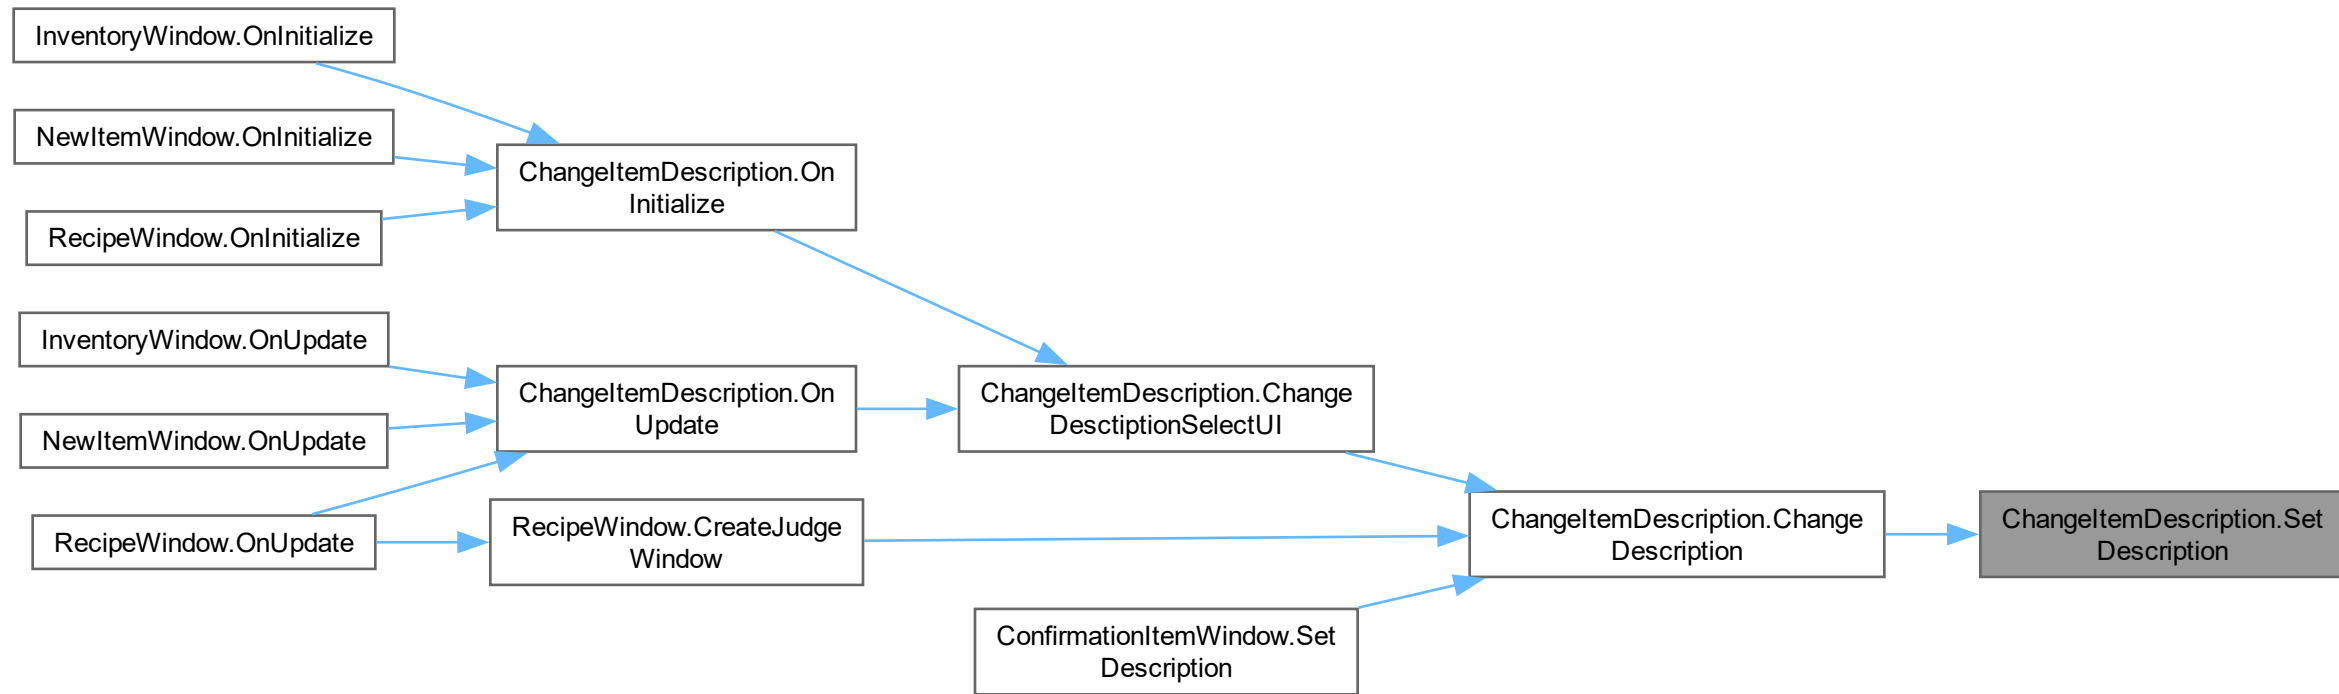 InventoryWindow.OnInitialize
NewItemWindow.OnInitialize
RecipeWindow.OnInitialize
InventoryWindow.OnUpdate
NewItemWindow.OnUpdate
RecipeWindow.OnUpdate
ChangeItemDescription.On
Initialize
ChangeItemDescription.On
Update
RecipeWindow.CreateJudge
Window
ChangeItemDescription.Change
DesctiptionSelectUI
ConfirmationItemWindow.Set
Description
ChangeItemDescription.Change
Description
ChangeItemDescription.Set
Description